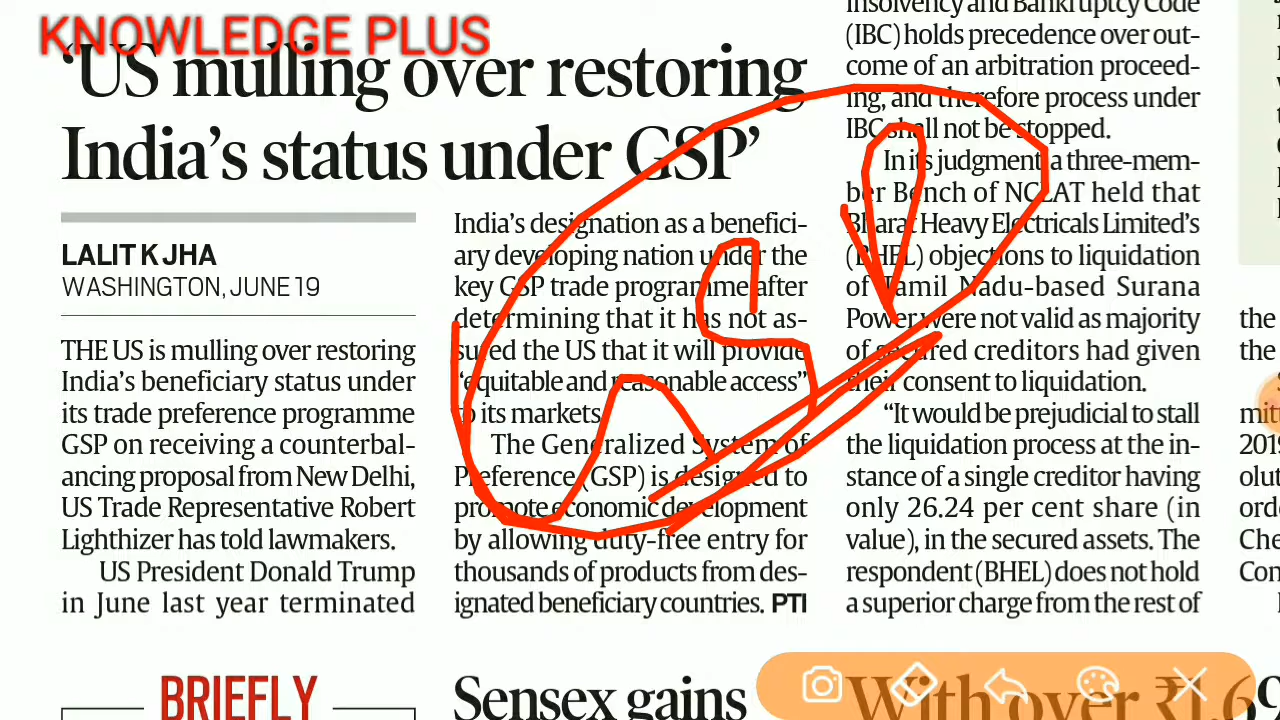 KNOWLEDGE PLUS
‘US mulling over restoring
India’s status under GSP’
LALIT K JHA
WASHINGTON, JUNE 19
THE US is mulling over restoring
India’s beneficiary status under
its trade preference programme
GSP on receiving a counterbal-
ancing proposal from New Delhi,
US Trade Representative Robert
Lighthizer has told lawmakers.
US President Donald Trump
in June last year terminated
India’s designation as a benefici-
ary developing nation under the
key GSP trade programme after
determining that it has not as-
sured the US that it will provide
“equitable and reasonable access”
to its markets.
The Generalized System of
Preference (GSP) is designed to
promote economic development
by allowing duty-free entry for
thousands of products from des-
ignated beneficiary countries. PTI
Insolvency and Bankruptcy Code
(IBC) holds precedence over out-
come of an arbitration proceed-
ing, and therefore process under
IBC shall not be stopped.
In its judgment, a three-mem-
ber Bench of NCLAT held that
Bharat Heavy Electricals Limited’s
(BHEL) objections to liquidation
of Tamil Nadu-based Surana
Power were not valid as majority
of secured creditors had given
their consent to liquidation.
“It would be prejudicial to stall
the liquidation process at the in-
stance of a single creditor having
only 26.24 per cent share (in
value), in the secured assets. The
respondent (BHEL) does not hold
a superior charge from the rest of
the
the
2019
Con
BRIEFLY
Sensex gains
With over ₹1.69